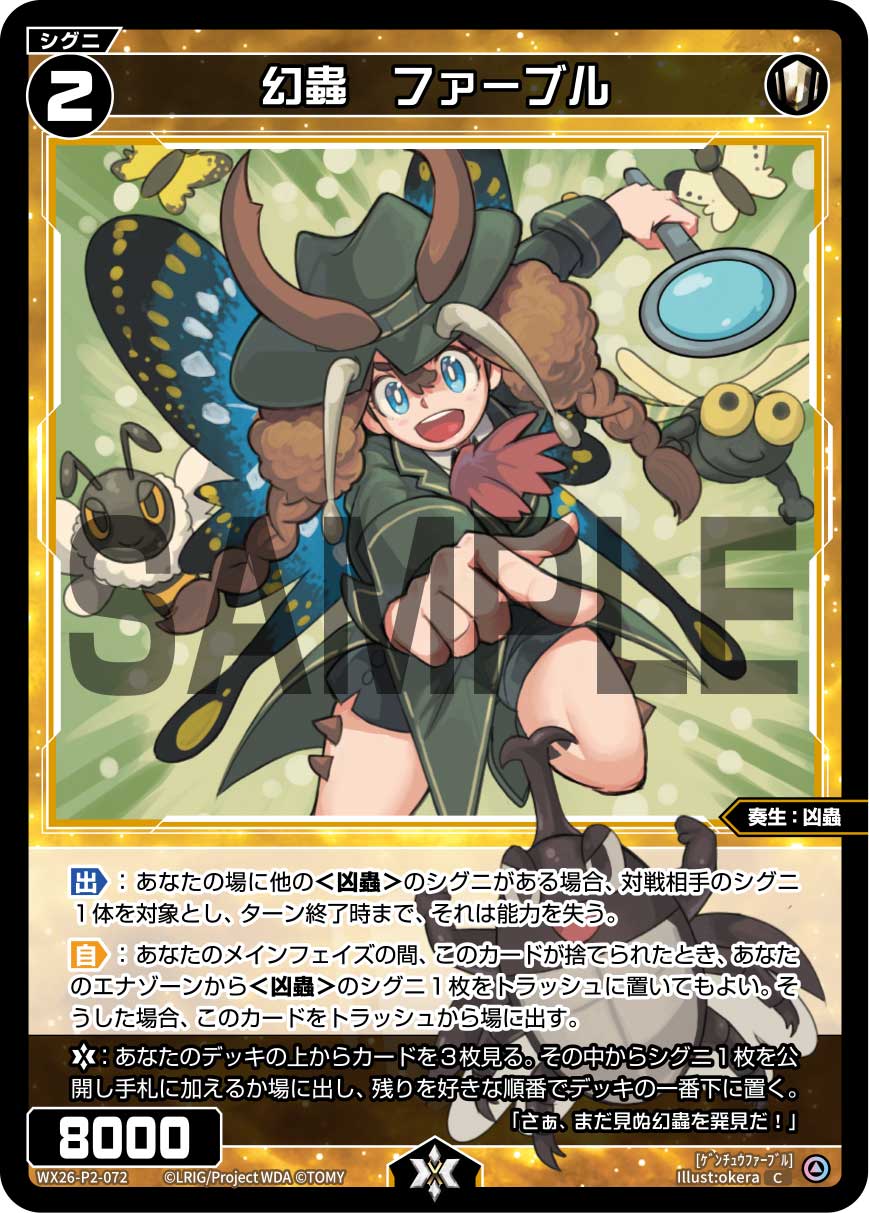 シグニ
2
幻蟲 ファーブル
SAMPLE
奏生:凶蟲
出:あなたの場に他の<凶蟲>のシグニがある場合、対戦相手のシグニ
1体を対象とし、ターン終了時まで、それは能力を失う。
自:あなたのメインフェイズの間、このカードが捨てられたとき、あなた
のエナゾーンから<凶蟲>のシグニ1枚をトラッシュに置いてもよい。そ
うした場合、このカードをトラッシュから場に出す。
:あなたのデッキの上からカードを3枚見る。その中からシグニ1枚を公
開し手札に加えるか場に出し、残りを好きな順番でデッキの一番下に置く。
「さぁ、まだ見ぬ幻蟲を発見だ!」
8000
[ゲンチュウファーブル]
WX26-P2-072 ©LRIG/Project WDA ©TOMY Illust:okera C